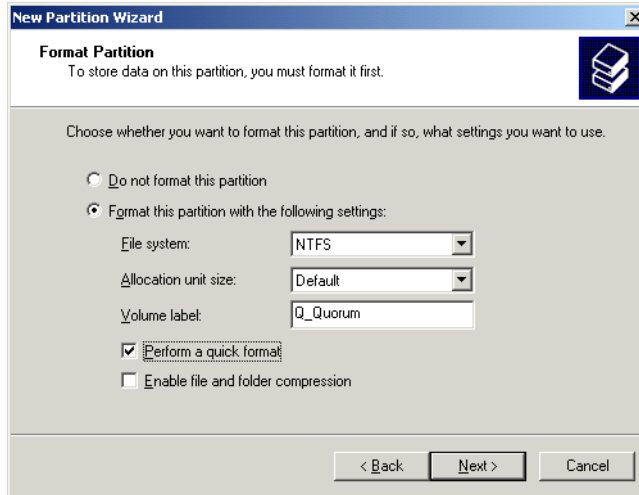 New Partition Wizard
Format Partition
To store data on this partition, you must format it first.
Choose whether you want to format this partition, and if so, what settings you want to use.
Do not format this partition
Format this partition with the following settings:
File system: NTFS
Allocation unit size: Default
Volume label: Q_Quorum
Perform a quick format
Enable file and folder compression
< Back Next > Cancel